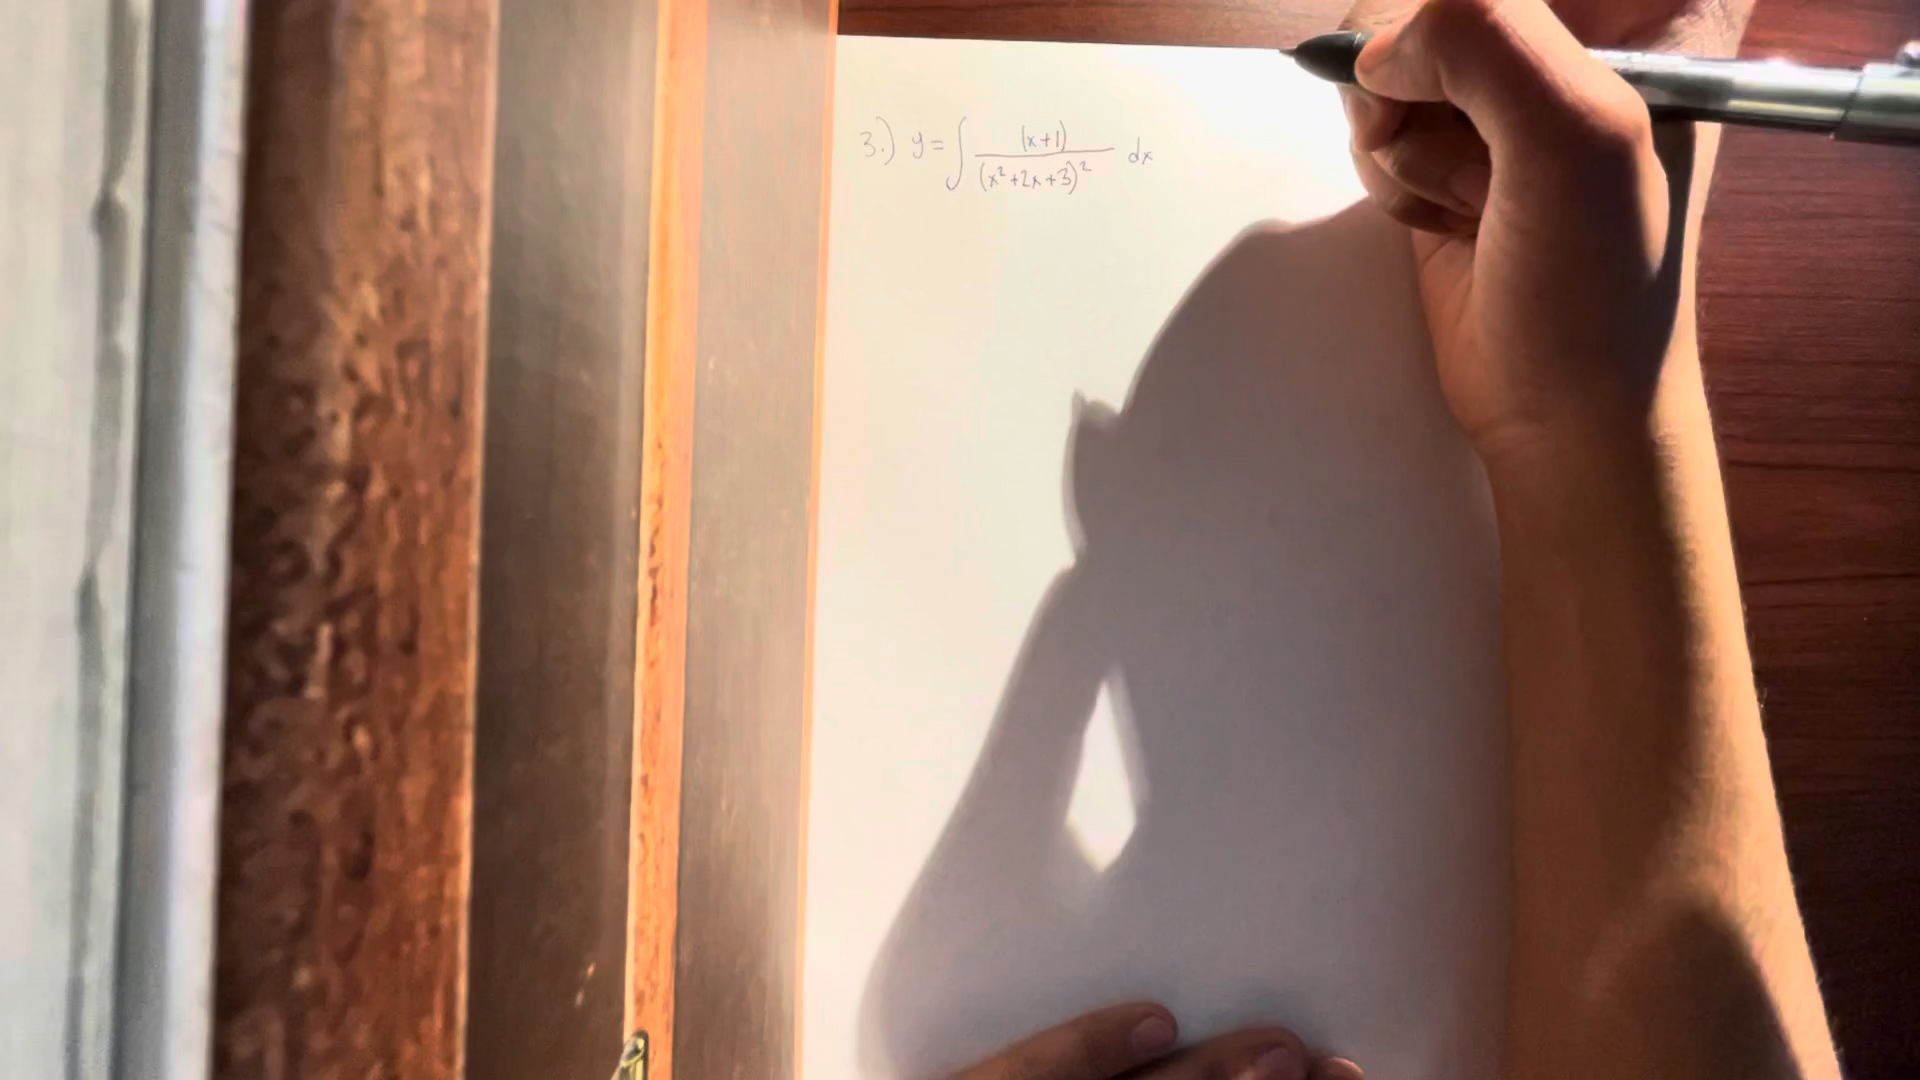 3.) y = ∫ (x+1) / (x²+2x+3)² dx